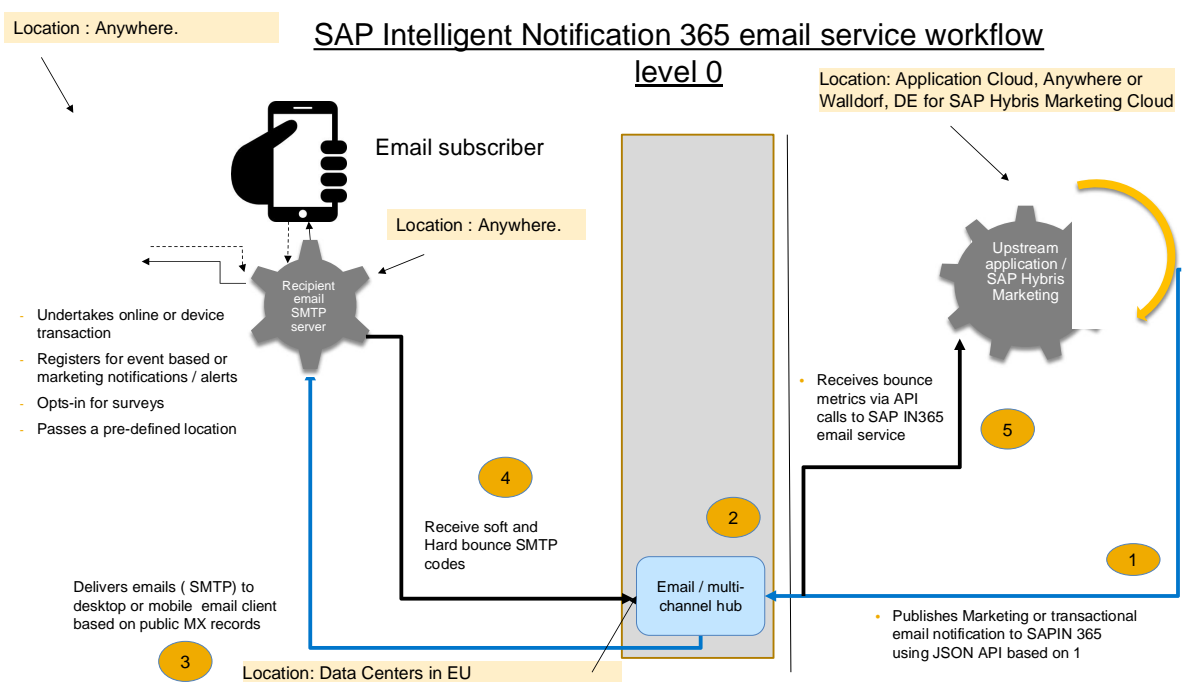 Location : Anywhere.
SAP Intelligent Notification 365 email service workflow
level 0
Location: Application Cloud, Anywhere or
Walldorf, DE for SAP Hybris Marketing Cloud
Email subscriber
Location : Anywhere.
Recipient
email
SMTP
server
Upstream
application /
SAP Hybris
Marketing
- Undertakes online or device
transaction
- Registers for event based or
marketing notifications / alerts
- Opts-in for surveys
- Passes a pre-defined location
• Receives bounce
metrics via API
calls to SAP IN365
email service
5
4
Receive soft and
Hard bounce SMTP
codes
2
1
Email / multi-
channel hub
Delivers emails ( SMTP) to
desktop or mobile email client
based on public MX records
3
• Publishes Marketing or transactional
email notification to SAPIN 365
using JSON API based on 1
Location: Data Centers in EU